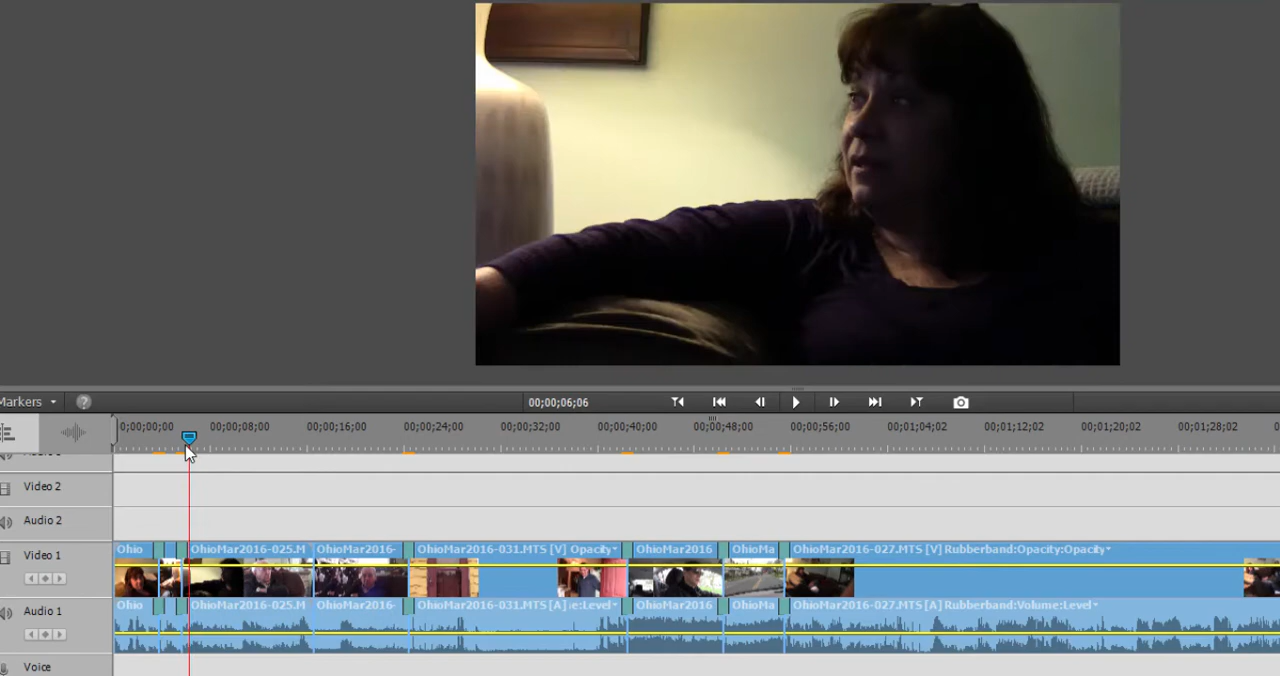 Markers
?
00;00;06;06
0;00;00;00 00;00;08;00 00;00;16;00 00;00;24;00 00;00;32;00 00;00;40;00 00;00;48;00 00;00;56;00 00;01;04;02 00;01;12;02 00;01;20;02 00;01;28;02 0
Video 2
Audio 2
Video 1
Ohio OhioMar2016-025.M OhioMar2016- OhioMar2016-031.MTS [V] Opacity OhioMar2016 OhioMa OhioMar2016-027.MTS [V] Rubberband:Opacity:Opacity
Audio 1
Ohio OhioMar2016-025.M OhioMar2016- OhioMar2016-031.MTS [A] :e:Level OhioMar2016 OhioMa OhioMar2016-027.MTS [A] Rubberband:Volume:Level
Voice